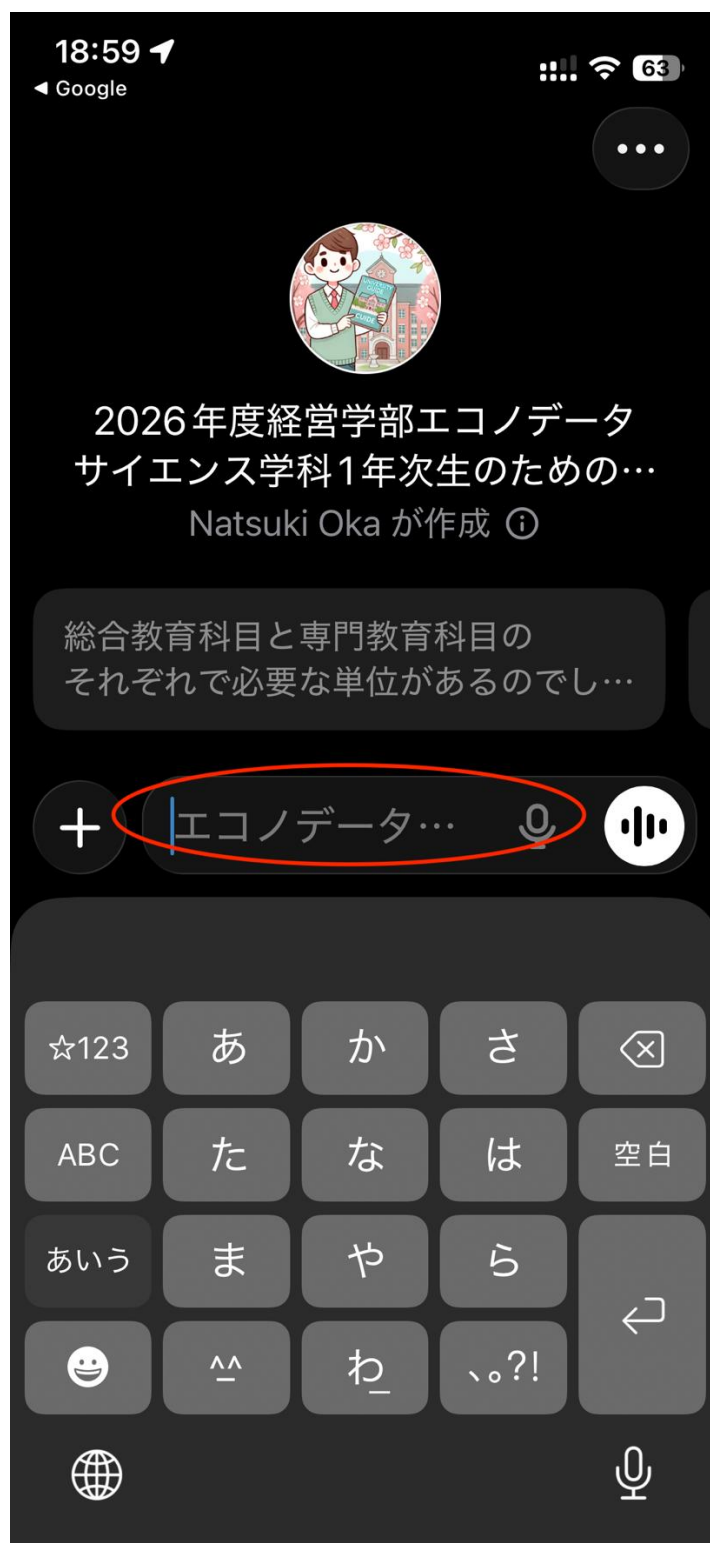 18:59
63
◀ Google
UNIVERSITY
GUIDE
GUIDE
2026年度経営学部エコノデータ
サイエンス学科1年次生のための…
Natsuki Oka が作成
総合教育科目と専門教育科目の
それぞれで必要な単位があるのでし…
エコノデータ…
☆123 あ か さ
ABC た な は 空白
あいう ま や ら
^^ わ 、。?!